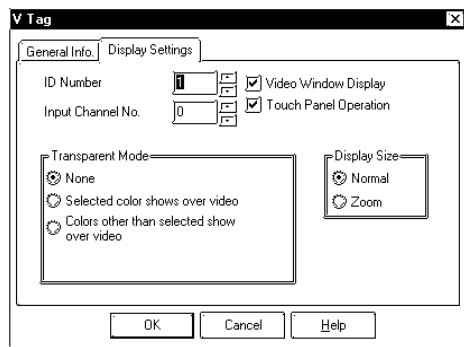 V Tag
General Info. Display Settings
ID Number 1 Video Window Display
Input Channel No. 0 Touch Panel Operation
Transparent Mode Display Size
None Normal
Selected color shows over video Zoom
Colors other than selected show
over video
OK Cancel Help